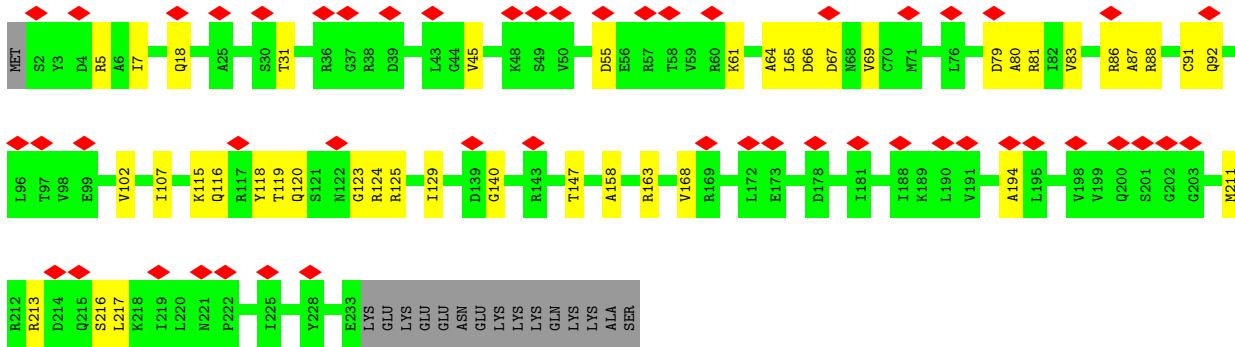 MET S2 Y3 D4 R5 A6 I7 Q18 A25 S30 T31 R36 G37 R38 D39 L43 G44 V45 K48 S49 V50 D55 E56 R57 T58 V59 R60 K61 A64 L65 D66 D67 N68 V69 C70 M71 L76 D79 A80 R81 I82 V83 R86 A87 R88 C91 Q92
L96 T97 V98 E99 V102 I107 K115 Q116 R117 Y118 T119 Q120 S121 N122 G123 R124 R125 I129 D139 G140 R143 T147 A158 R163 V168 R169 L172 E173 D178 I181 I188 K189 L190 V191 A194 L195 V198 V199 Q200 S201 G202 G203 M211
R212 R213 D214 Q215 S216 L217 K218 I219 L220 N221 P222 I225 Y228 E233 LYS GLU LYS GLU GLU ASN GLU LYS LYS LYS GLN LYS LYS ALA SER